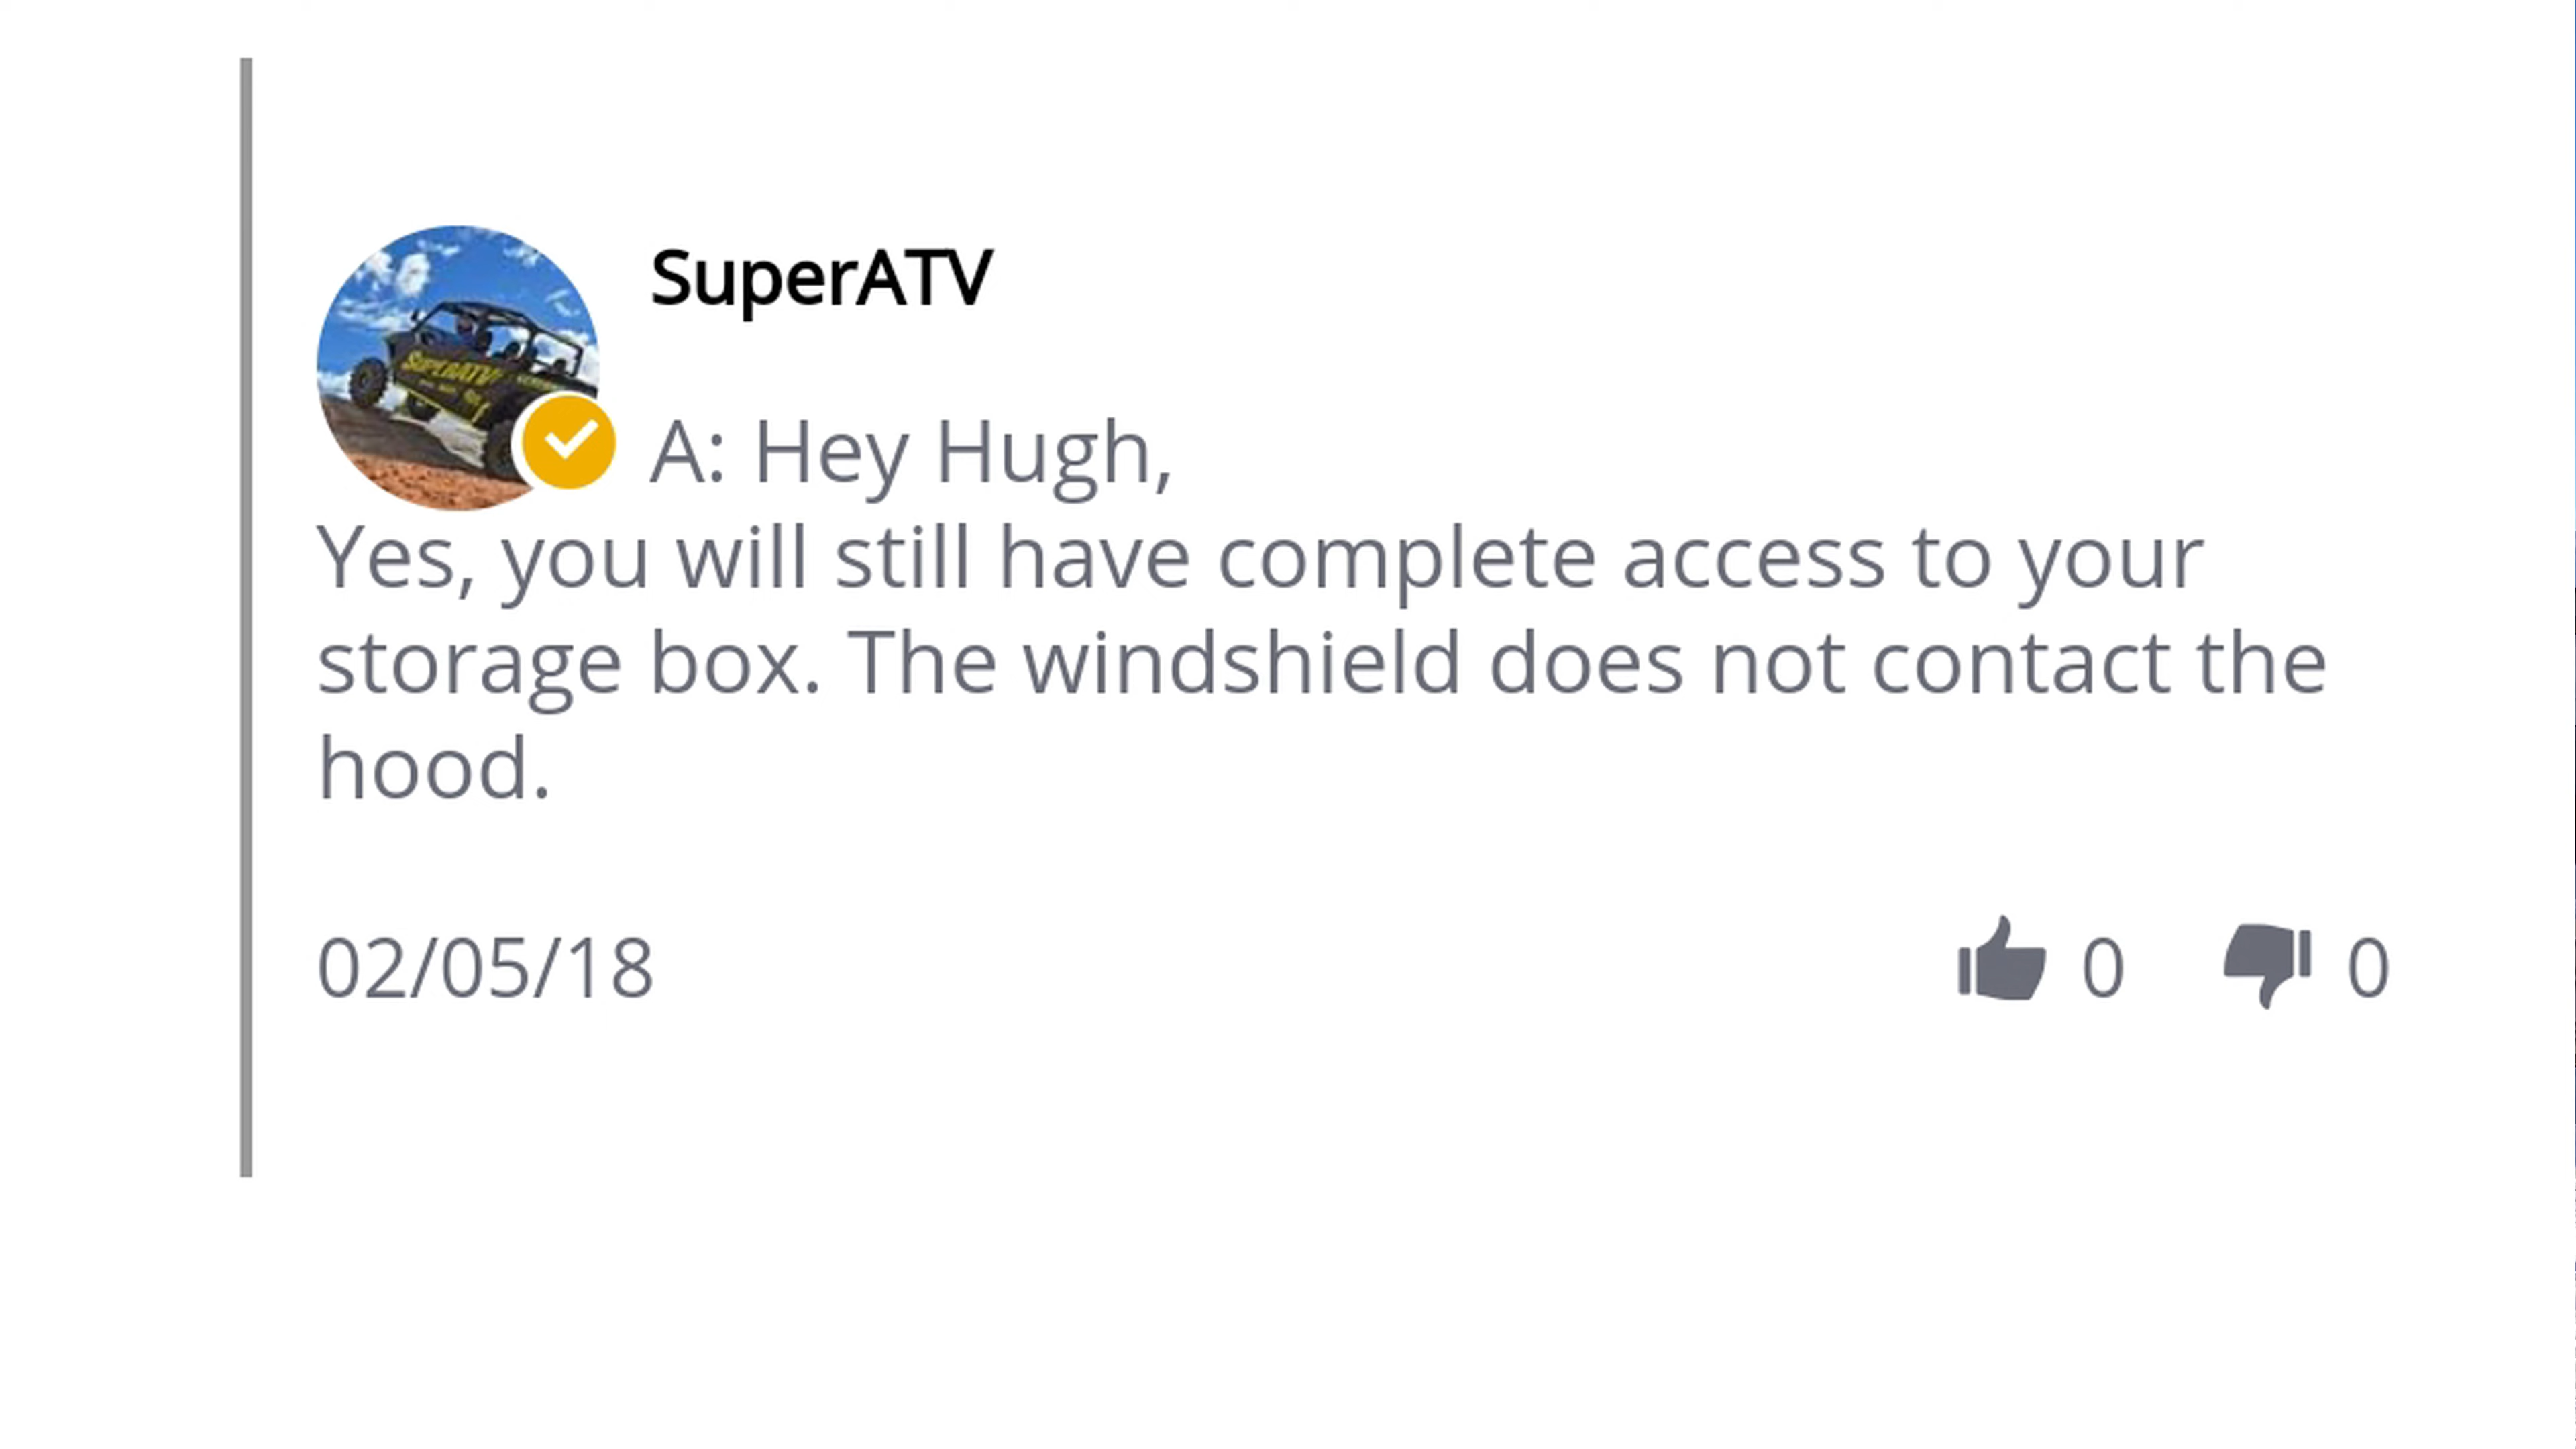 SuperATV
SUPERATV
A: Hey Hugh,
Yes, you will still have complete access to your
storage box. The windshield does not contact the
hood.
02/05/18
0
0